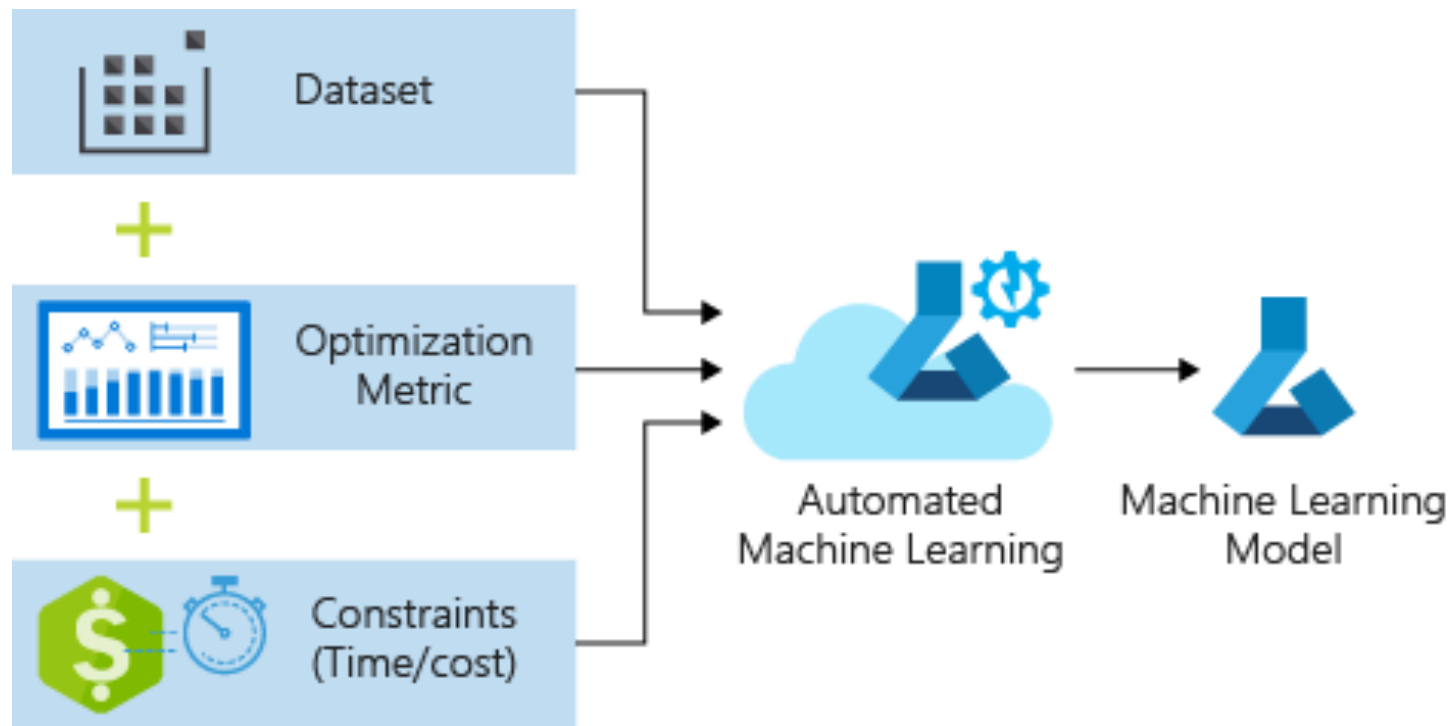 Dataset
Optimization
Metric
Constraints
(Time/cost)
Automated
Machine Learning
Machine Learning
Model